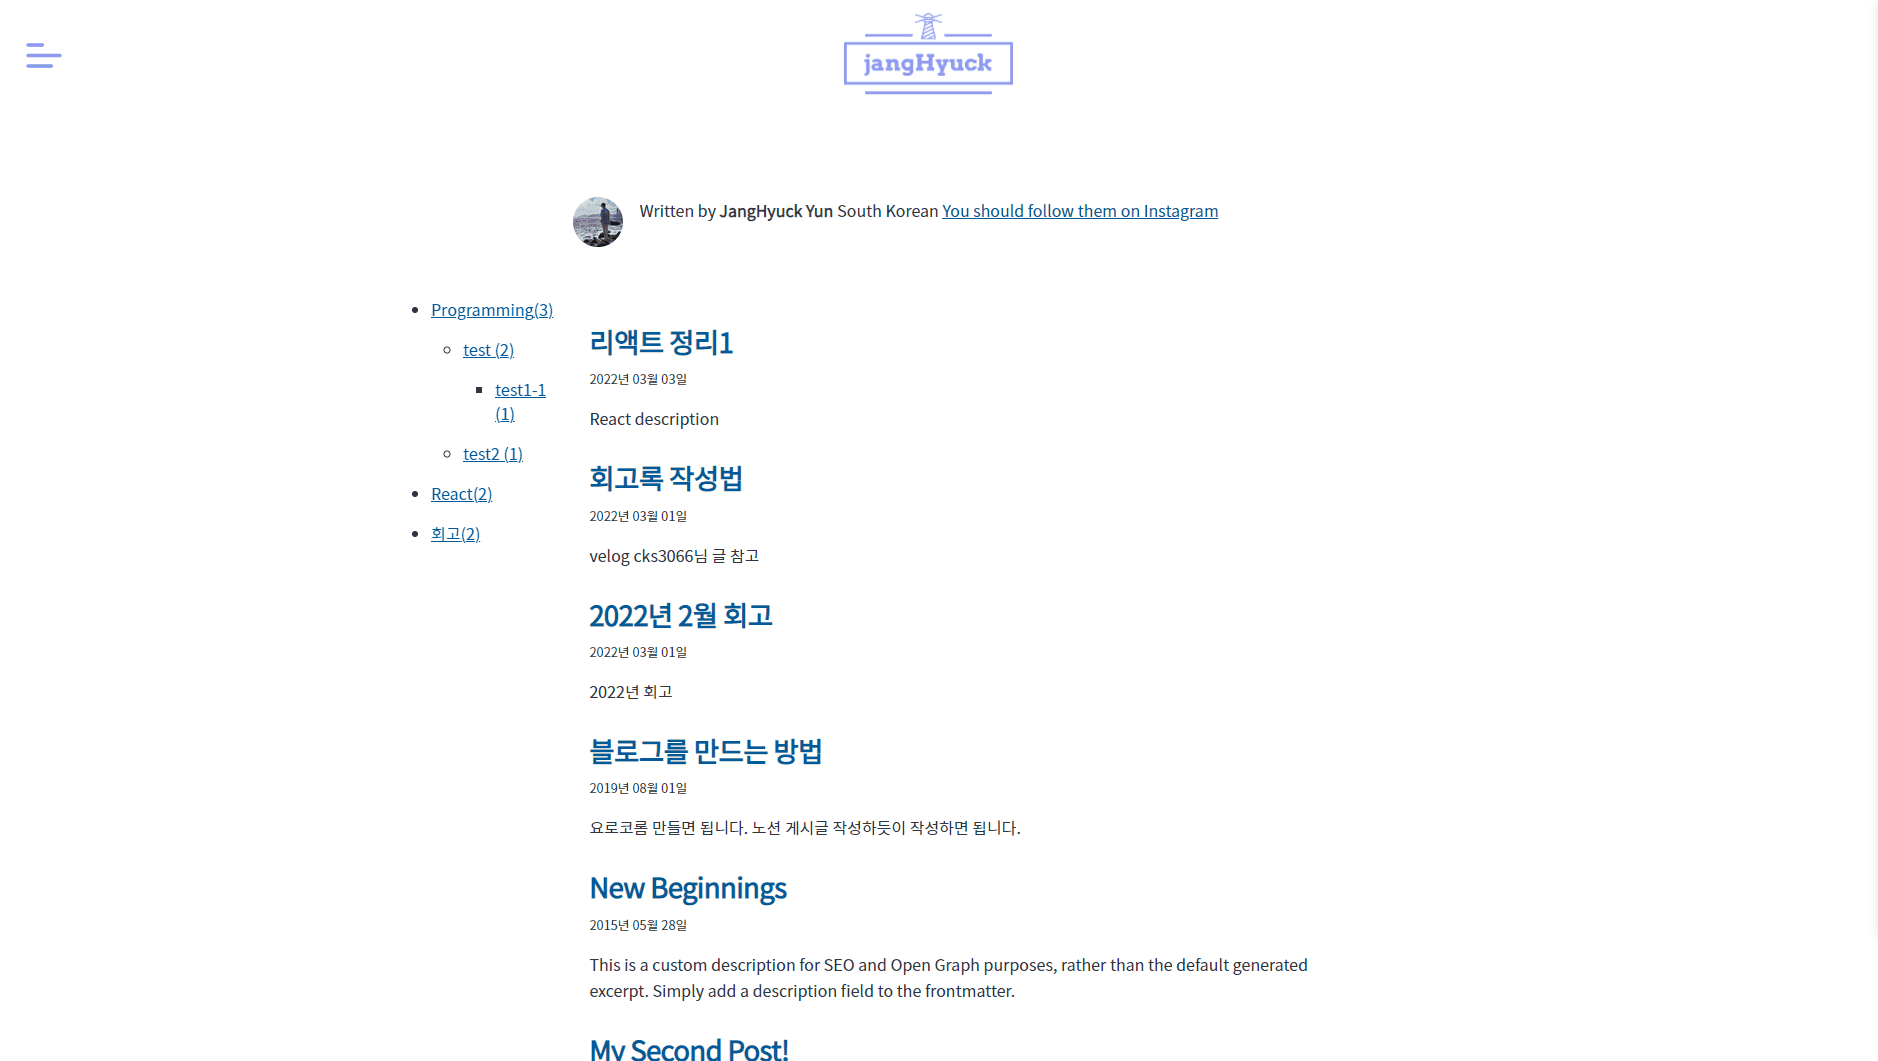 jangHyuck
Written by JangHyuck Yun South Korean You should follow them on Instagram
Programming(3)
test (2)
test1-1
(1)
test2 (1)
React(2)
회고(2)
리액트 정리1
2022년 03월 03일
React description
회고록 작성법
2022년 03월 01일
velog cks3066님 글 참고
2022년 2월 회고
2022년 03월 01일
2022년 회고
블로그를 만드는 방법
2019년 08월 01일
요로코롬 만들면 됩니다. 노션 게시글 작성하듯이 작성하면 됩니다.
New Beginnings
2015년 05월 28일
This is a custom description for SEO and Open Graph purposes, rather than the default generated
excerpt. Simply add a description field to the frontmatter.
My Second Post!